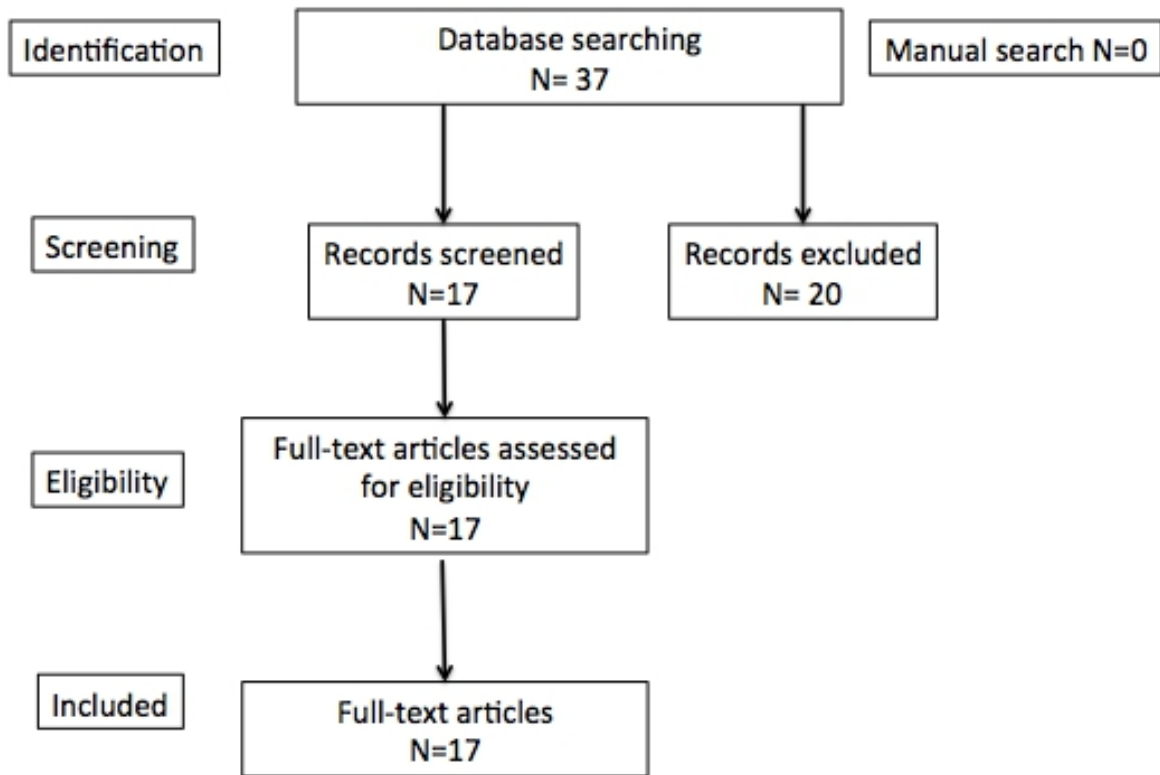 Identification
Database searching
N= 37
Manual search N=0
Screening
Records screened
N=17
Records excluded
N= 20
Eligibility
Full-text articles assessed
for eligibility
N=17
Included
Full-text articles
N=17